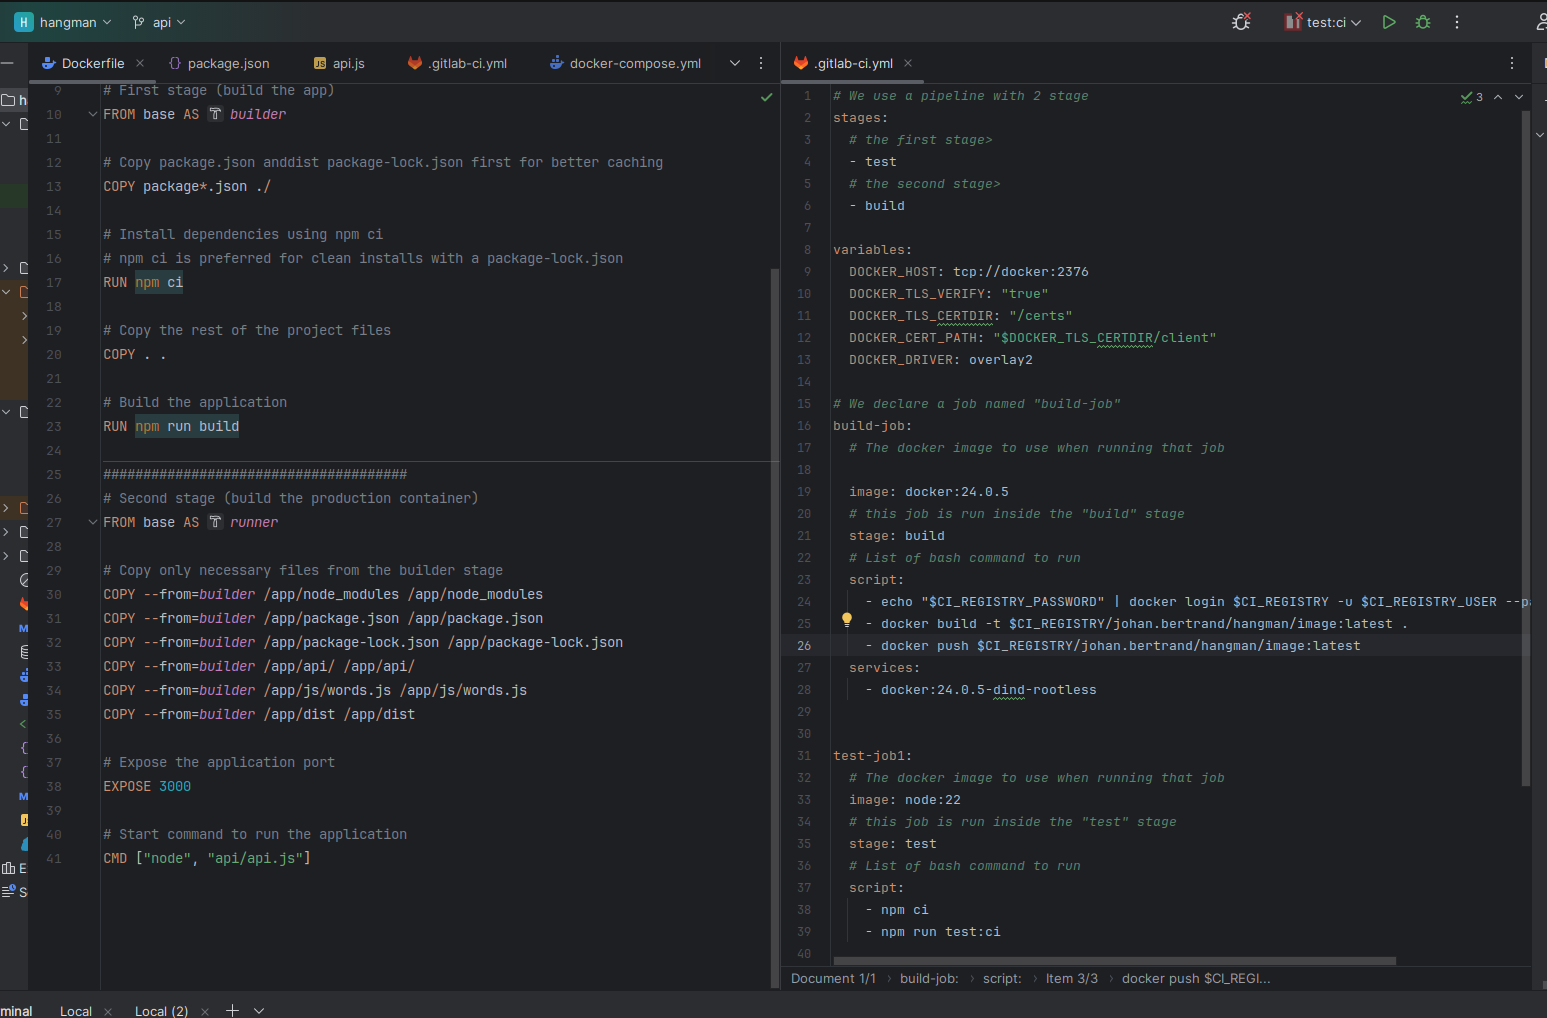 H hangman api test:ci
Dockerfile package.json JS api.js .gitlab-ci.yml docker-compose.yml
.gitlab-ci.yml
9 # First stage (build the app)
10 FROM base AS builder
11
12 # Copy package.json anddist package-lock.json first for better caching
13 COPY package*.json ./
14
15 # Install dependencies using npm ci
16 # npm ci is preferred for clean installs with a package-lock.json
17 RUN npm ci
18
19 # Copy the rest of the project files
20 COPY . .
21
22 # Build the application
23 RUN npm run build
24
25 ######################################
26 # Second stage (build the production container)
27 FROM base AS runner
28
29 # Copy only necessary files from the builder stage
30 COPY --from=builder /app/node_modules /app/node_modules
31 COPY --from=builder /app/package.json /app/package.json
32 COPY --from=builder /app/package-lock.json /app/package-lock.json
33 COPY --from=builder /app/api/ /app/api/
34 COPY --from=builder /app/js/words.js /app/js/words.js
35 COPY --from=builder /app/dist /app/dist
36
37 # Expose the application port
38 EXPOSE 3000
39
40 # Start command to run the application
41 CMD ["node", "api/api.js"]
3
1 # We use a pipeline with 2 stage
2 stages:
3 # the first stage>
4 - test
5 # the second stage>
6 - build
7
8 variables:
9 DOCKER_HOST: tcp://docker:2376
10 DOCKER_TLS_VERIFY: "true"
11 DOCKER_TLS_CERTDIR: "/certs"
12 DOCKER_CERT_PATH: "$DOCKER_TLS_CERTDIR/client"
13 DOCKER_DRIVER: overlay2
14
15 # We declare a job named "build-job"
16 build-job:
17 # The docker image to use when running that job
18
19 image: docker:24.0.5
20 # this job is run inside the "build" stage
21 stage: build
22 # List of bash command to run
23 script:
24 - echo "$CI_REGISTRY_PASSWORD" | docker login $CI_REGISTRY -u $CI_REGISTRY_USER --pa
25 - docker build -t $CI_REGISTRY/johan.bertrand/hangman/image:latest .
26 - docker push $CI_REGISTRY/johan.bertrand/hangman/image:latest
27 services:
28 - docker:24.0.5-dind-rootless
29
30
31 test-job1:
32 # The docker image to use when running that job
33 image: node:22
34 # this job is run inside the "test" stage
35 stage: test
36 # List of bash command to run
37 script:
38 - npm ci
39 - npm run test:ci
40
Document 1/1 › build-job: › script: › Item 3/3 › docker push $CI_REGI...
minal Local Local (2)